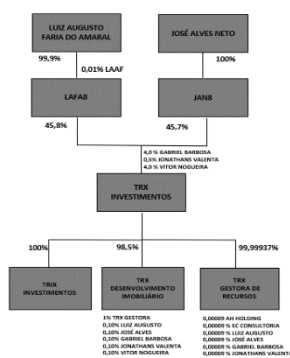 LUIZ AUGUSTO
FARIA DO AMARAL
JOSÉ ALVES NETO
99,9%
0,01% LAAF
100%
LAFA8
JAN8
45,8%
45,7%
4,0 % GABRIEL BARBOSA
0,5% JONATHANS VALENTA
4,0 % VITOR NOGUEIRA
TRX
INVESTIMENTOS
100%
98,5%
99,99937%
TRX
INVESTIMENTOS
TRX
DESENVOLVIMENTO
IMOBILIÁRIO
TRX
GESTORA
DE RECURSOS
1% TRX GESTORA
0,10% LUIZ AUGUSTO
0,10% JOSÉ ALVES
0,10% GABRIEL BARBOSA
0,10% JONATHANS VALENTA
0,10% VITOR NOGUEIRA
0,00009 AH HOLDING
0,00009 % EC CONSULTORIA
0,00009 % LUIZ AUGUSTO
0,00009 % JOSÉ ALVES
0,00009 % GABRIEL BARBOSA
0,00009 % JONATHANS VALENTA